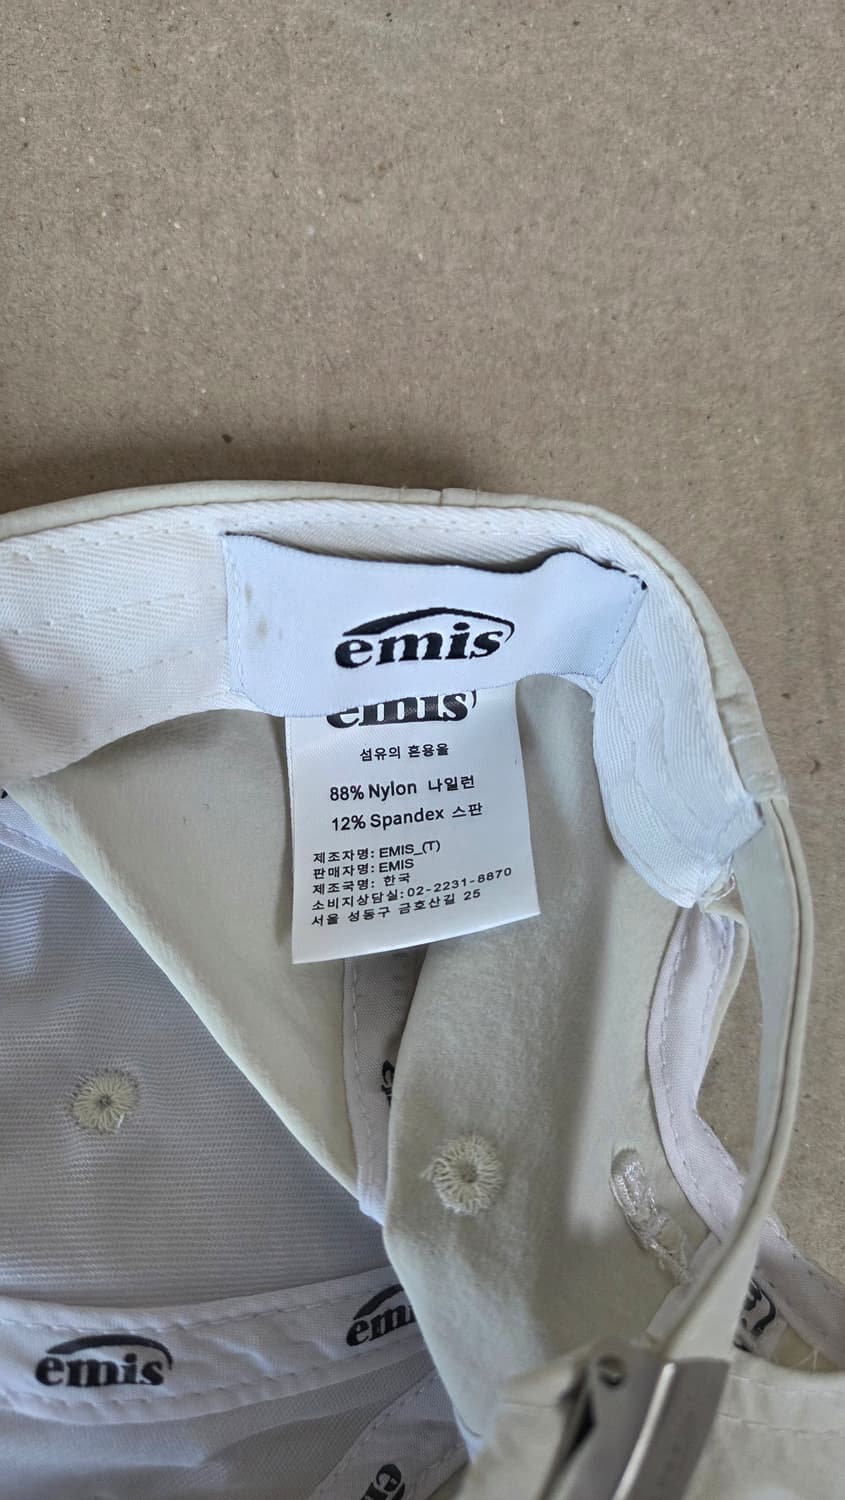 emis
emis
섬유의 혼용율
88% Nylon 나일런
12% Spandex 스판
제조자명: EMIS_(T)
판매자명: EMIS
제조국명: 한국
소비지상담실: 02-2231-8870
서울 성동구 금호산길 25
emis
em